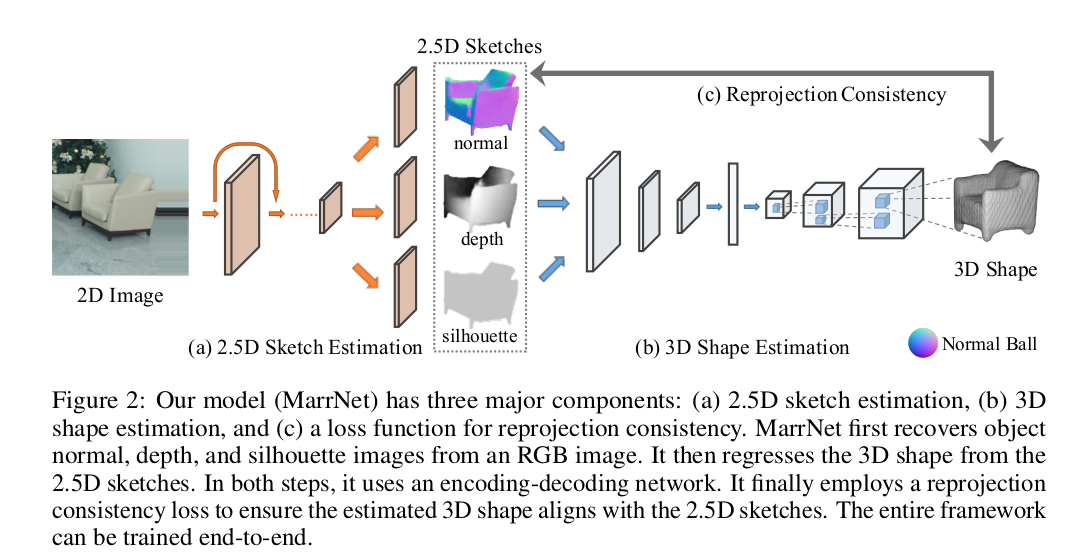 2.5D Sketches
(c) Reprojection Consistency
normal
depth
2D Image
3D Shape
silhouette
(a) 2.5D Sketch Estimation
(b) 3D Shape Estimation
Normal Ball
Figure 2: Our model (MarrNet) has three major components: (a) 2.5D sketch estimation, (b) 3D
shape estimation, and (c) a loss function for reprojection consistency. MarrNet first recovers object
normal, depth, and silhouette images from an RGB image. It then regresses the 3D shape from the
2.5D sketches. In both steps, it uses an encoding-decoding network. It finally employs a reprojection
consistency loss to ensure the estimated 3D shape aligns with the 2.5D sketches. The entire framework
can be trained end-to-end.